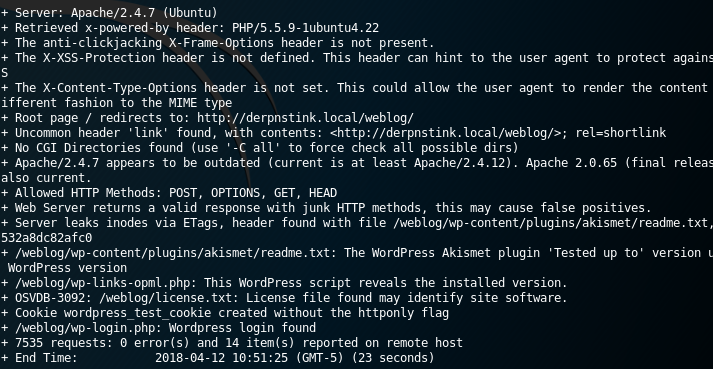 + Server: Apache/2.4.7 (Ubuntu)
+ Retrieved x-powered-by header: PHP/5.5.9-1ubuntu4.22
+ The anti-clickjacking X-Frame-Options header is not present.
+ The X-XSS-Protection header is not defined. This header can hint to the user agent to protect agains
S
+ The X-Content-Type-Options header is not set. This could allow the user agent to render the content
ifferent fashion to the MIME type
+ Root page / redirects to: http://derpnstink.local/weblog/
+ Uncommon header 'link' found, with contents: <http://derpnstink.local/weblog/>; rel=shortlink
+ No CGI Directories found (use '-C all' to force check all possible dirs)
+ Apache/2.4.7 appears to be outdated (current is at least Apache/2.4.12). Apache 2.0.65 (final releas
also current.
+ Allowed HTTP Methods: POST, OPTIONS, GET, HEAD
+ Web Server returns a valid response with junk HTTP methods, this may cause false positives.
+ Server leaks inodes via ETags, header found with file /weblog/wp-content/plugins/akismet/readme.txt,
532a8dc82afc0
+ /weblog/wp-content/plugins/akismet/readme.txt: The WordPress Akismet plugin 'Tested up to' version u
WordPress version
+ /weblog/wp-links-opml.php: This WordPress script reveals the installed version.
+ OSVDB-3092: /weblog/license.txt: License file found may identify site software.
+ Cookie wordpress_test_cookie created without the httponly flag
+ /weblog/wp-login.php: Wordpress login found
+ 7535 requests: 0 error(s) and 14 item(s) reported on remote host
+ End Time: 2018-04-12 10:51:25 (GMT-5) (23 seconds)